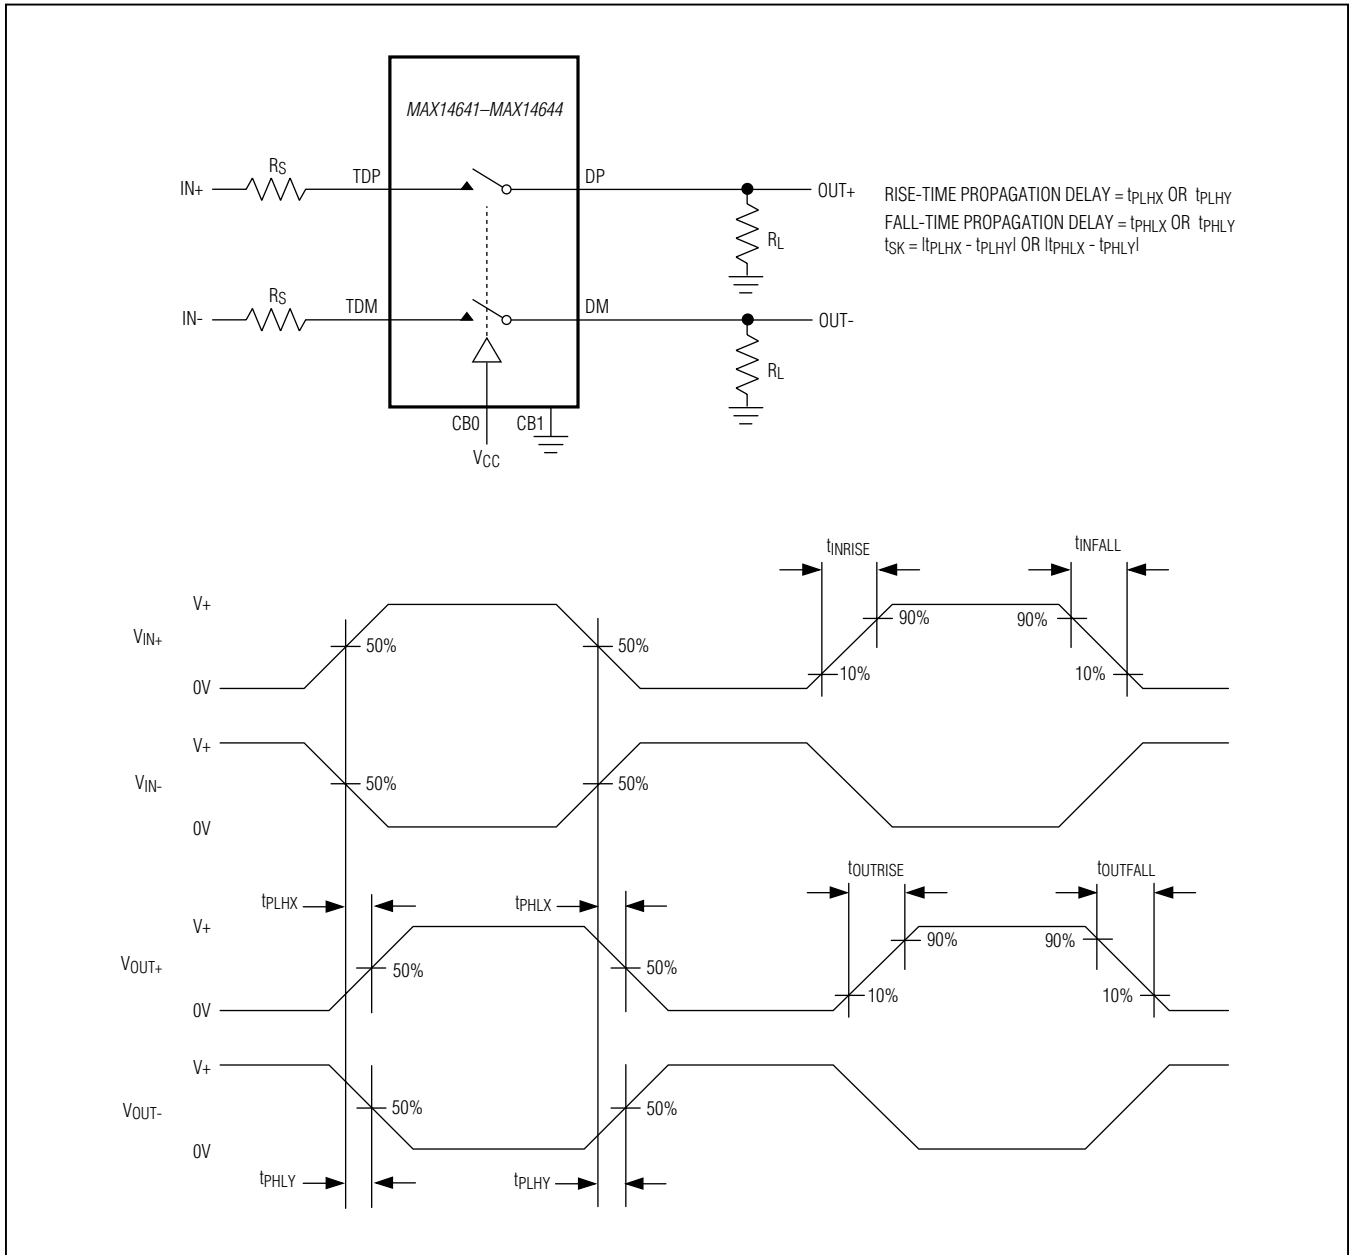 MAX14641–MAX14644
RS
IN+
TDP
DP
OUT+
RL
RISE-TIME PROPAGATION DELAY = tPLHX OR tPLHY
FALL-TIME PROPAGATION DELAY = tPHLX OR tPHLY
tSK = |tPLHX - tPLHY| OR |tPHLX - tPHLY|
RS
IN-
TDM
DM
OUT-
RL
CB0
CB1
VCC
tINRISE
tINFALL
V+
VIN+
0V
50%
50%
90%
10%
90%
10%
V+
VIN-
0V
50%
50%
tOUTRISE
tOUTFALL
tPLHX
tPHLX
V+
VOUT+
0V
50%
50%
90%
10%
90%
10%
V+
VOUT-
0V
50%
50%
tPHLY
tPLHY